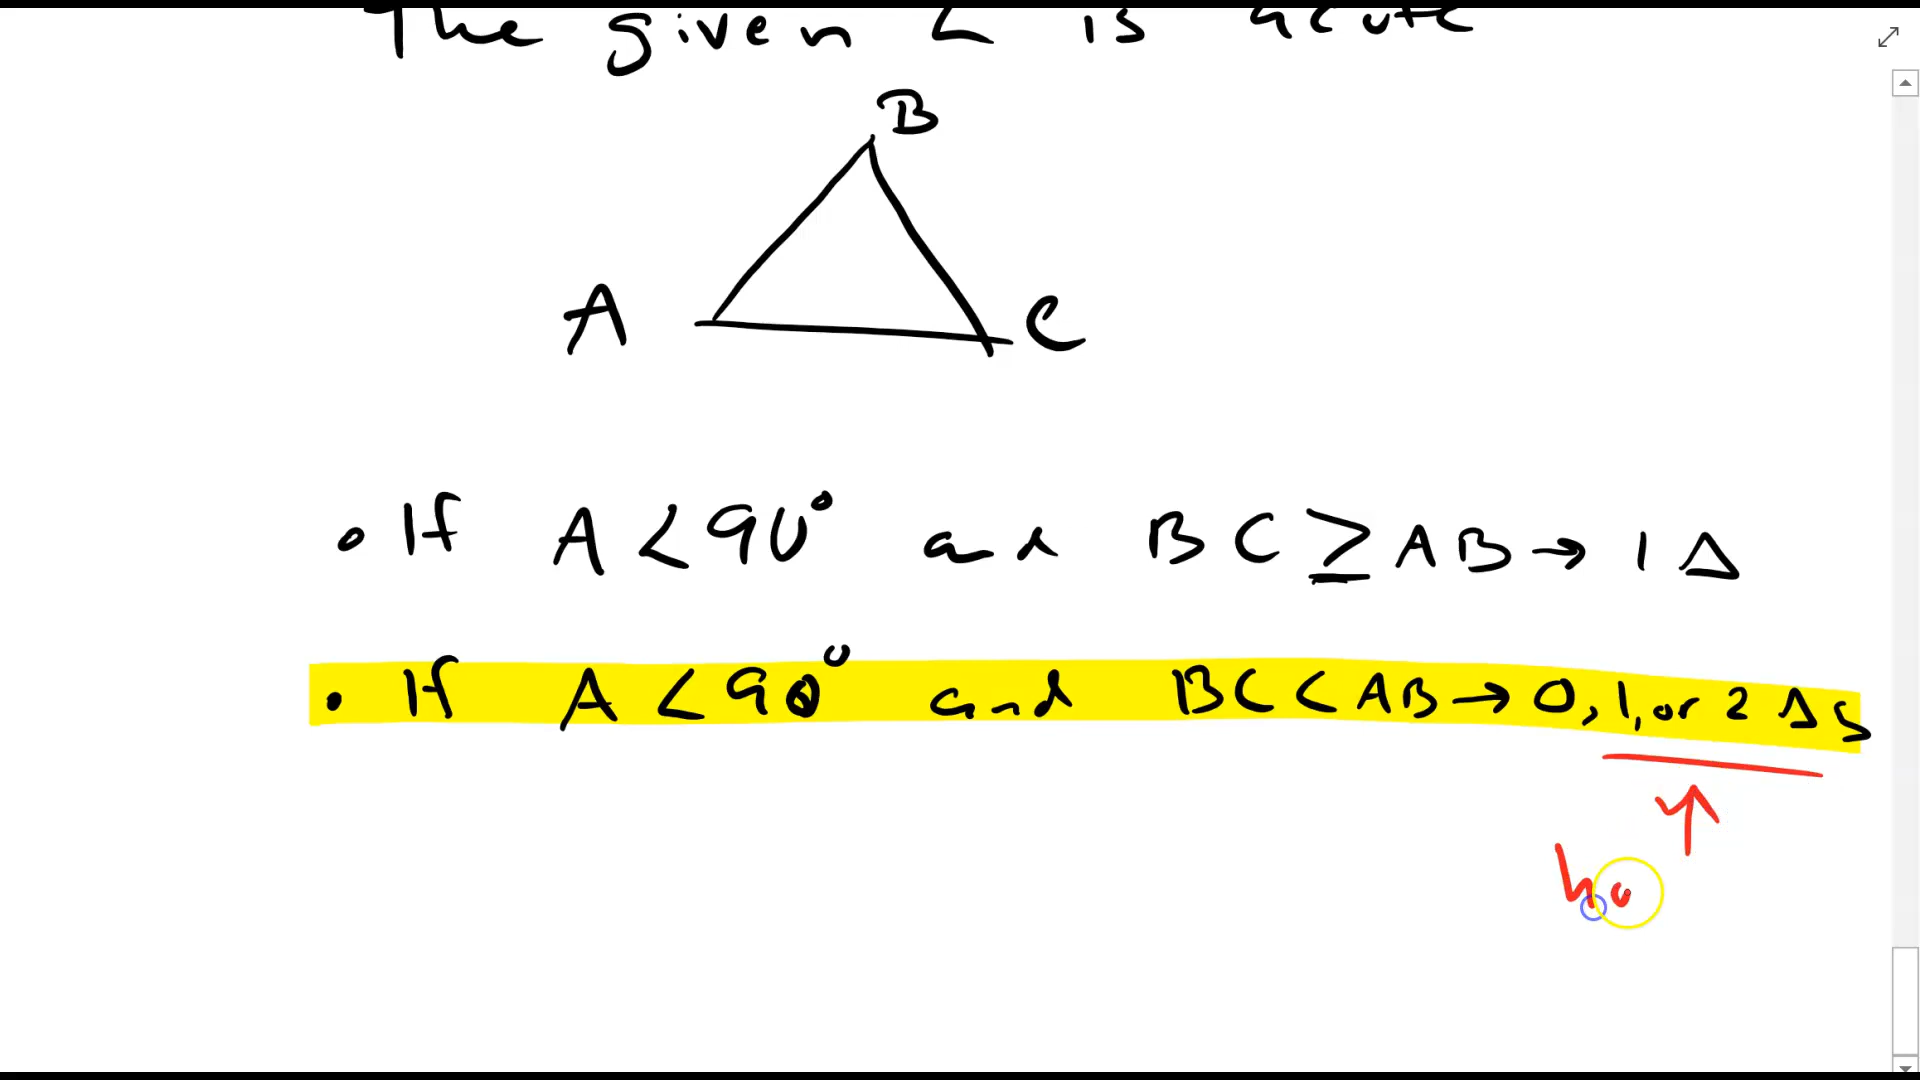 The given ∠ is acute
B
A C
• If A < 90° and BC ≥ AB → 1 Δ
• If A < 90° and BC < AB → 0, 1, or 2 Δs
ho